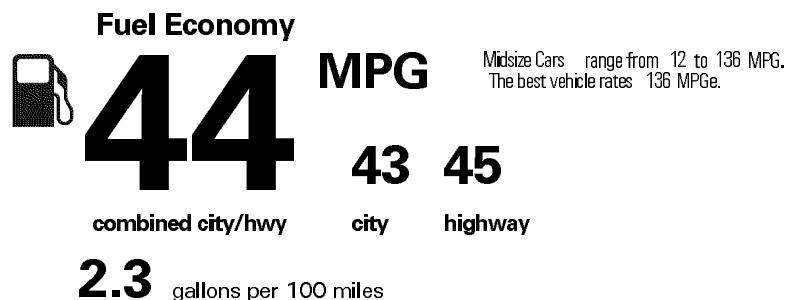 Fuel Economy
44 MPG
Midsize Cars range from 12 to 136 MPG.
The best vehicle rates 136 MPGe.
43 45
combined city/hwy city highway
2.3 gallons per 100 miles